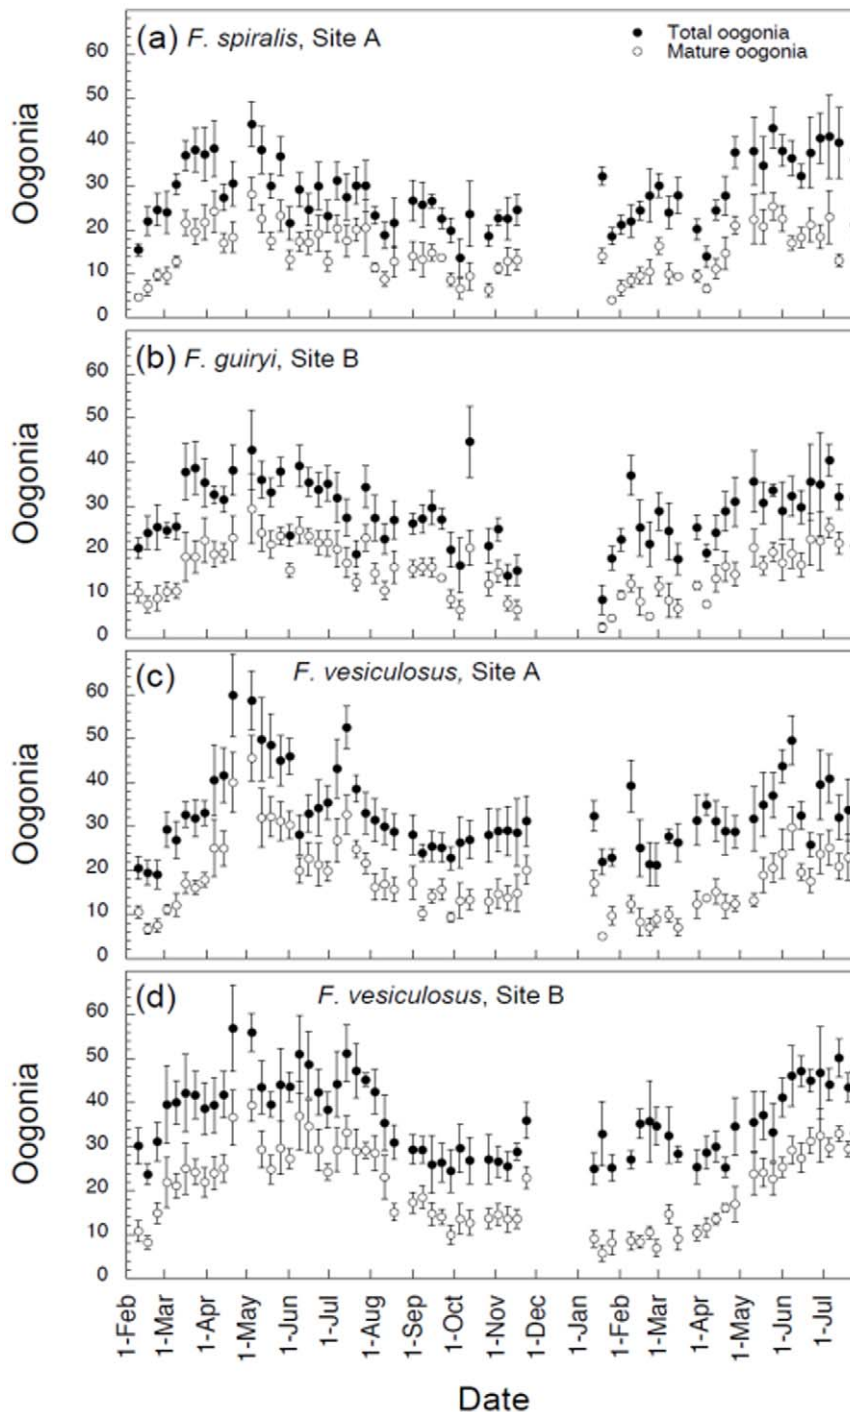 (a) F. spiralis, Site A
Total oogonia
Mature oogonia
Oogonia
60
50
40
30
20
10
0
(b) F. guiryi, Site B
Oogonia
60
50
40
30
20
10
0
(c) F. vesiculosus, Site A
Oogonia
60
50
40
30
20
10
0
(d) F. vesiculosus, Site B
Oogonia
60
50
40
30
20
10
0
1-Feb
1-Mar
1-Apr
1-May
1-Jun
1-Jul
1-Aug
1-Sep
1-Oct
1-Nov
1-Dec
1-Jan
1-Feb
1-Mar
1-Apr
1-May
1-Jun
1-Jul
Date